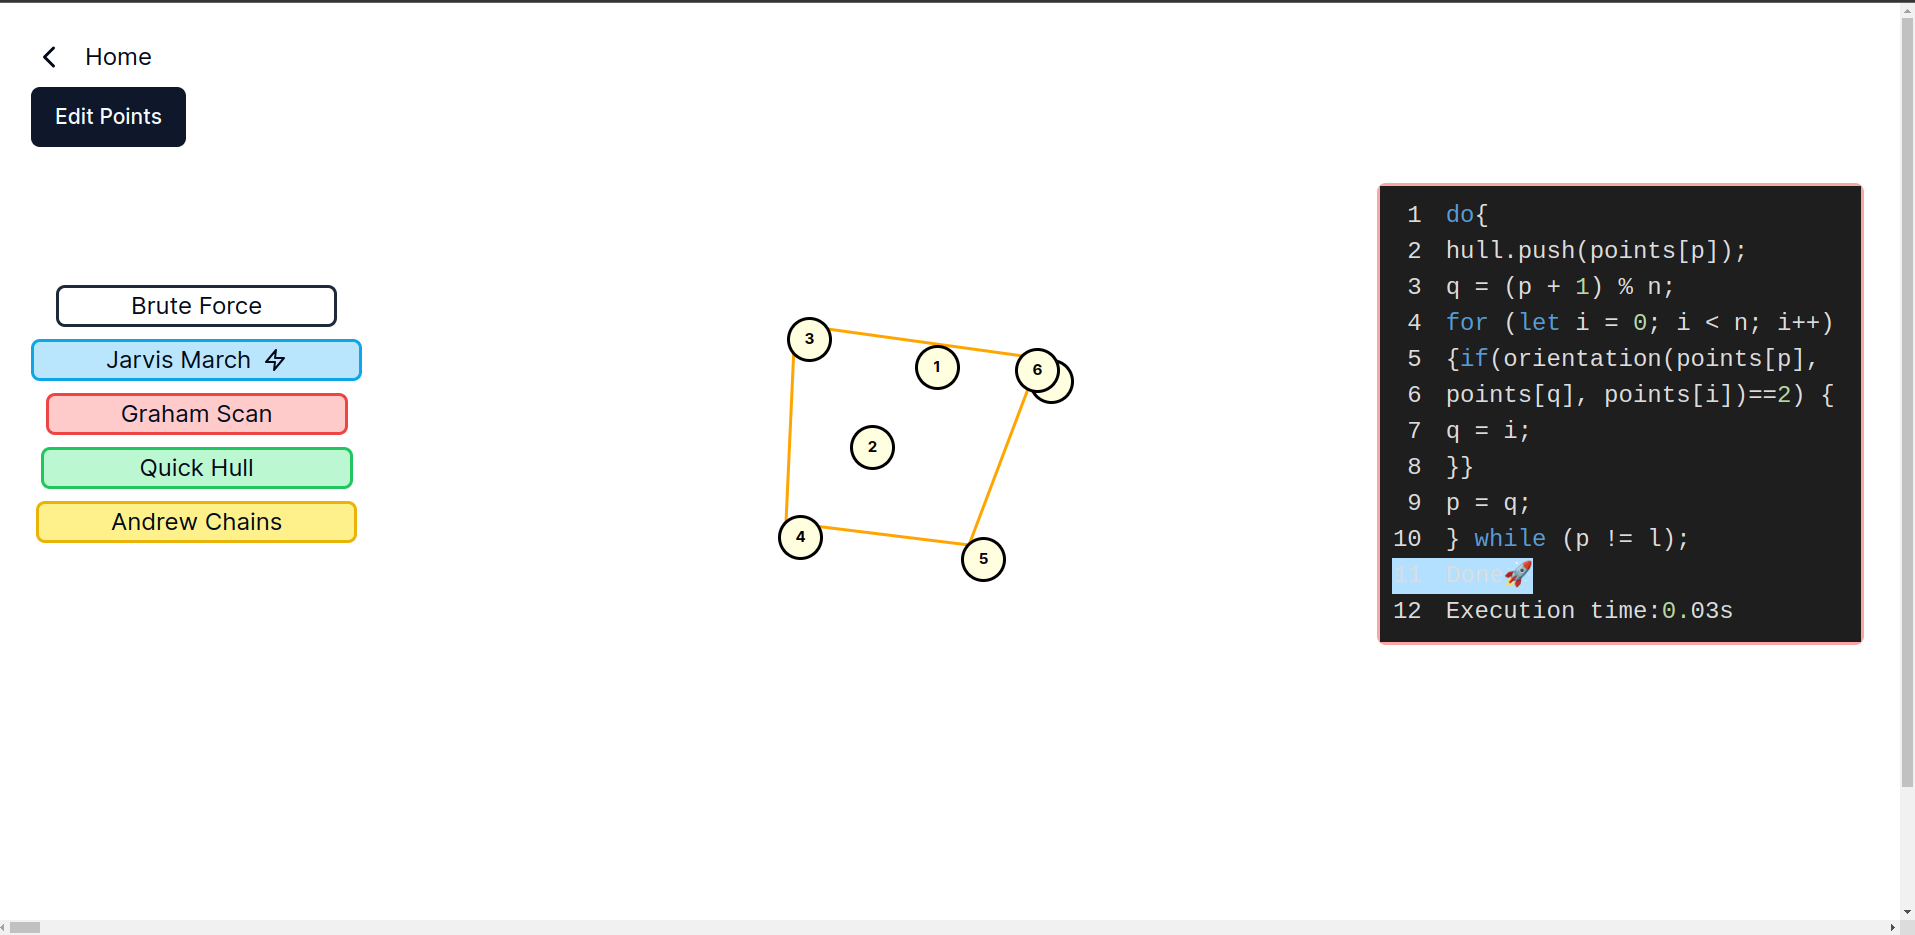 Home
Edit Points
Brute Force
Jarvis March
Graham Scan
Quick Hull
Andrew Chains
3
1
6
2
4
5
1 do{
2 hull.push(points[p]);
3 q = (p + 1) % n;
4 for (let i = 0; i < n; i++)
5 {if(orientation(points[p],
6 points[q], points[i])==2) {
7 q = i;
8 }}
9 p = q;
10 } while (p != l);
11 Done🚀
12 Execution time:0.03s